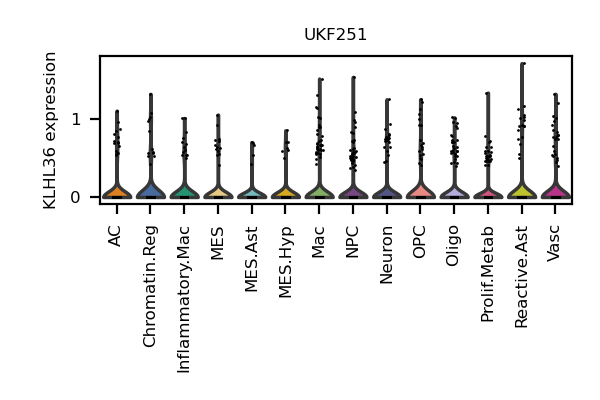 UKF251
KLHL36 expression
1
0
AC
Chromatin.Reg
Inflammatory.Mac
MES
MES.Ast
MES.Hyp
Mac
NPC
Neuron
OPC
Oligo
Prolif.Metab
Reactive.Ast
Vasc